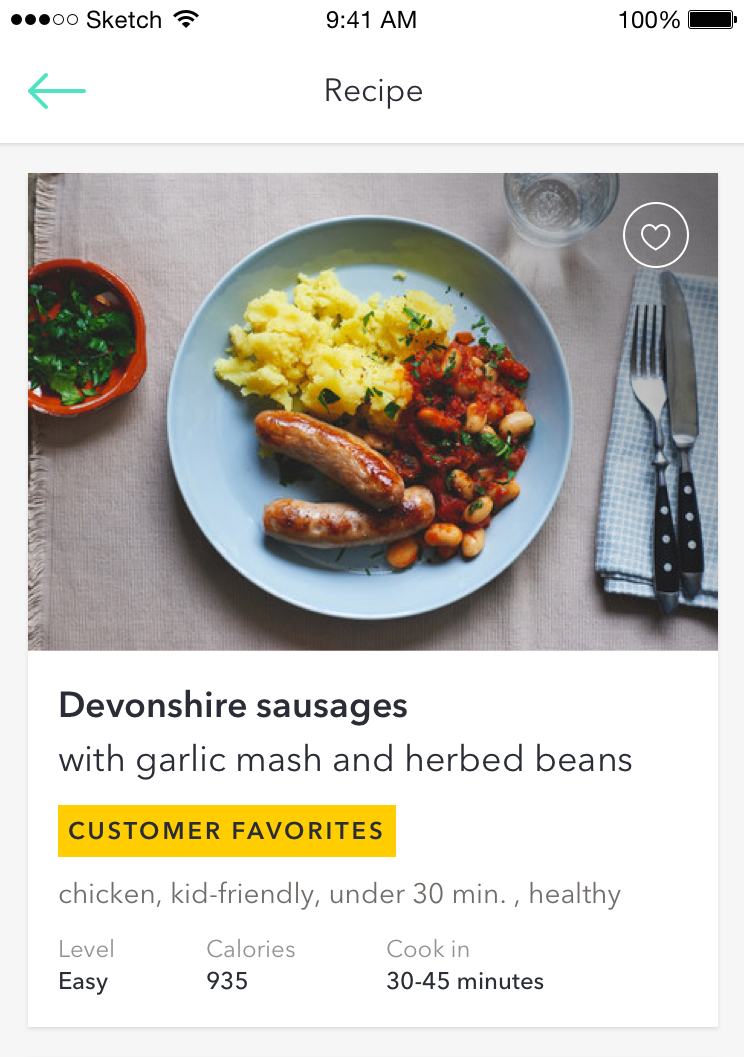 Sketch 9:41 AM 100%
Recipe
Devonshire sausages
with garlic mash and herbed beans
CUSTOMER FAVORITES
chicken, kid-friendly, under 30 min. , healthy
Level Calories Cook in
Easy 935 30-45 minutes